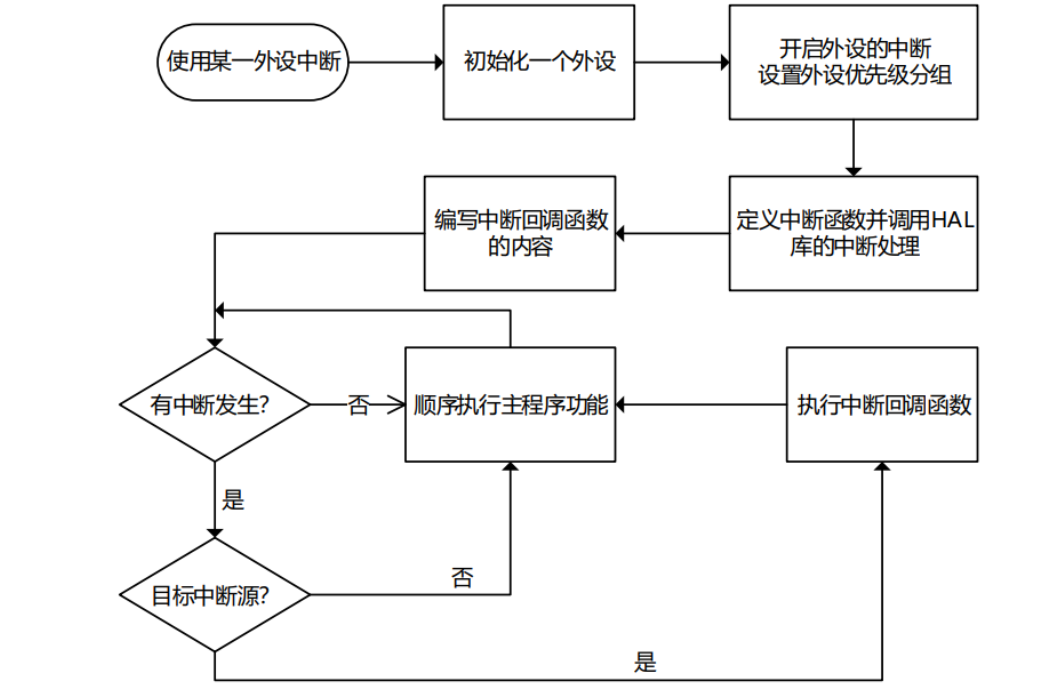 使用某一外设中断
初始化一个外设
开启外设的中断
设置外设优先级分组
编写中断回调函数
的内容
定义中断函数并调用HAL
库的中断处理
有中断发生?
否
顺序执行主程序功能
执行中断回调函数
是
目标中断源?
否
是